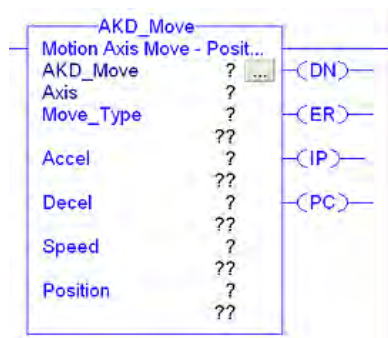 AKD_Move
Motion Axis Move - Posit...
AKD_Move ? ... (DN)
Axis ?
Move_Type ? (ER)
??
Accel ? (IP)
??
Decel ? (PC)
??
Speed ?
??
Position ?
??